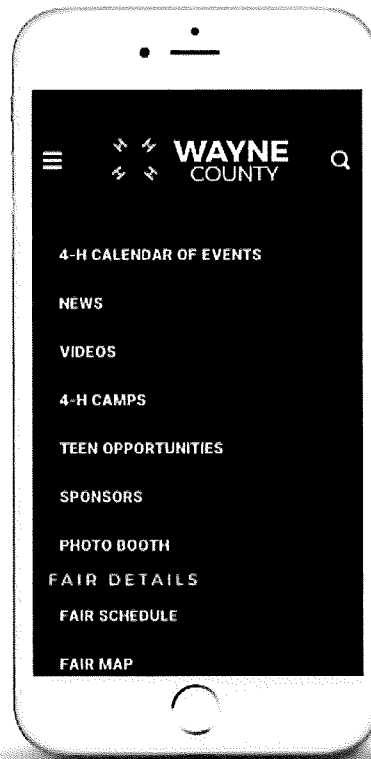 H H
H H
WAYNE
COUNTY
4-H CALENDAR OF EVENTS
NEWS
VIDEOS
4-H CAMPS
TEEN OPPORTUNITIES
SPONSORS
PHOTO BOOTH
FAIR DETAILS
FAIR SCHEDULE
FAIR MAP